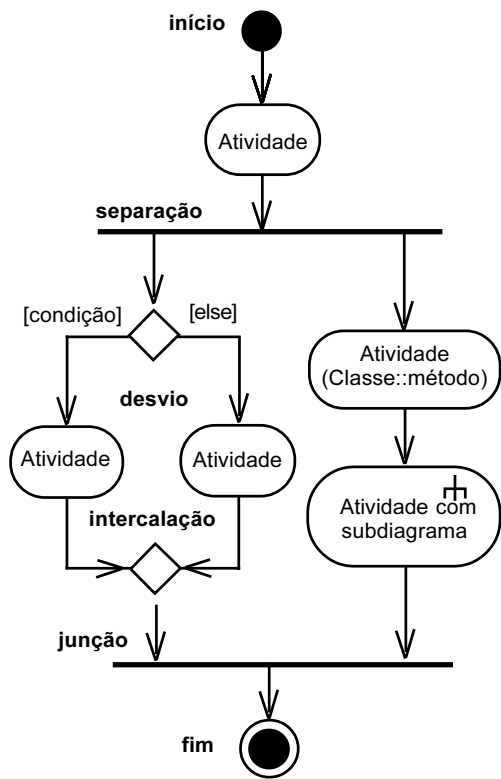 início
Atividade
separação
[condição]
[else]
Atividade
(Classe::método)
desvio
Atividade
Atividade
Atividade com
subdiagrama
intercalação
junção
fim